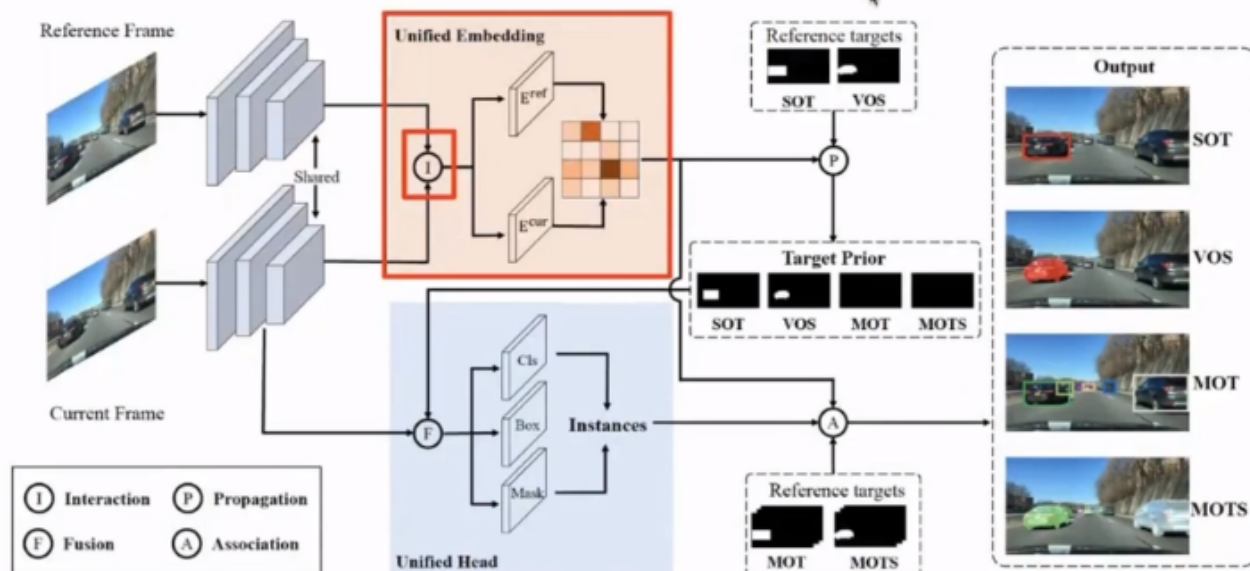 Reference Frame
Unified Embedding
Reference targets
SOT VOS
Output
SOT
E^ref
I
P
Shared
E^cur
VOS
Target Prior
SOT VOS MOT MOTS
Cls
MOT
Current Frame
F
Box
Instances
A
Mask
Reference targets
MOT MOTS
MOTS
I Interaction P Propagation
F Fusion A Association
Unified Head